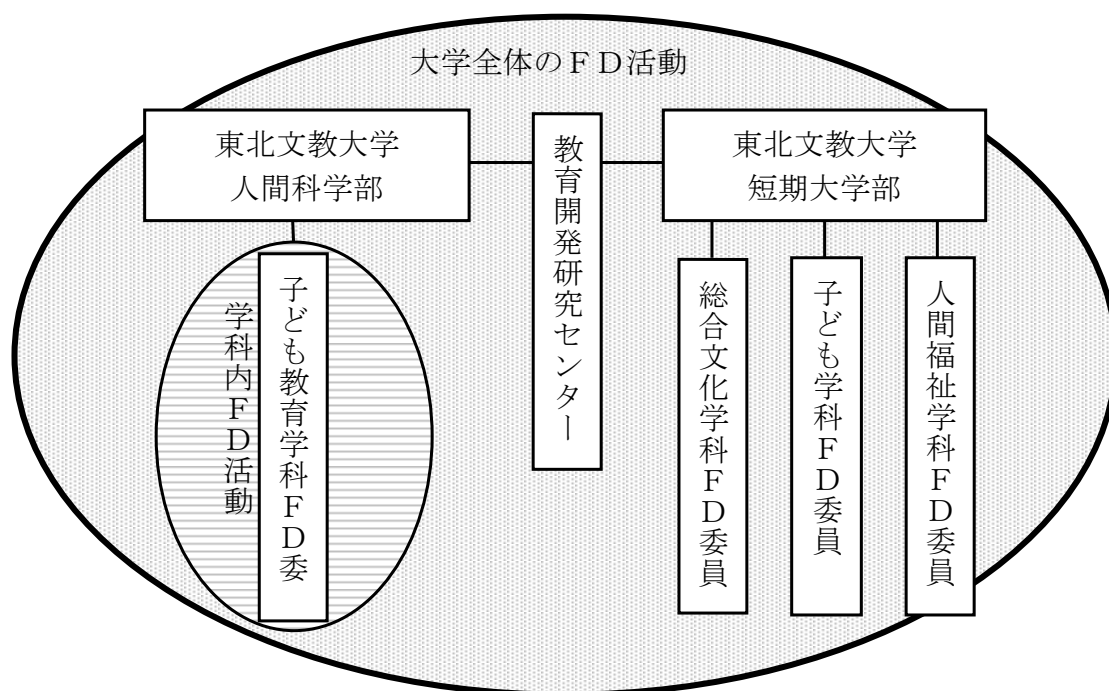 大学全体のＦＤ活動
東北文教大学
人間科学部
教育開発研究センター
東北文教大学
短期大学部
学科内ＦＤ活動
子ども教育学科ＦＤ委
総合文化学科ＦＤ委員
子ども学科ＦＤ委員
人間福祉学科ＦＤ委員